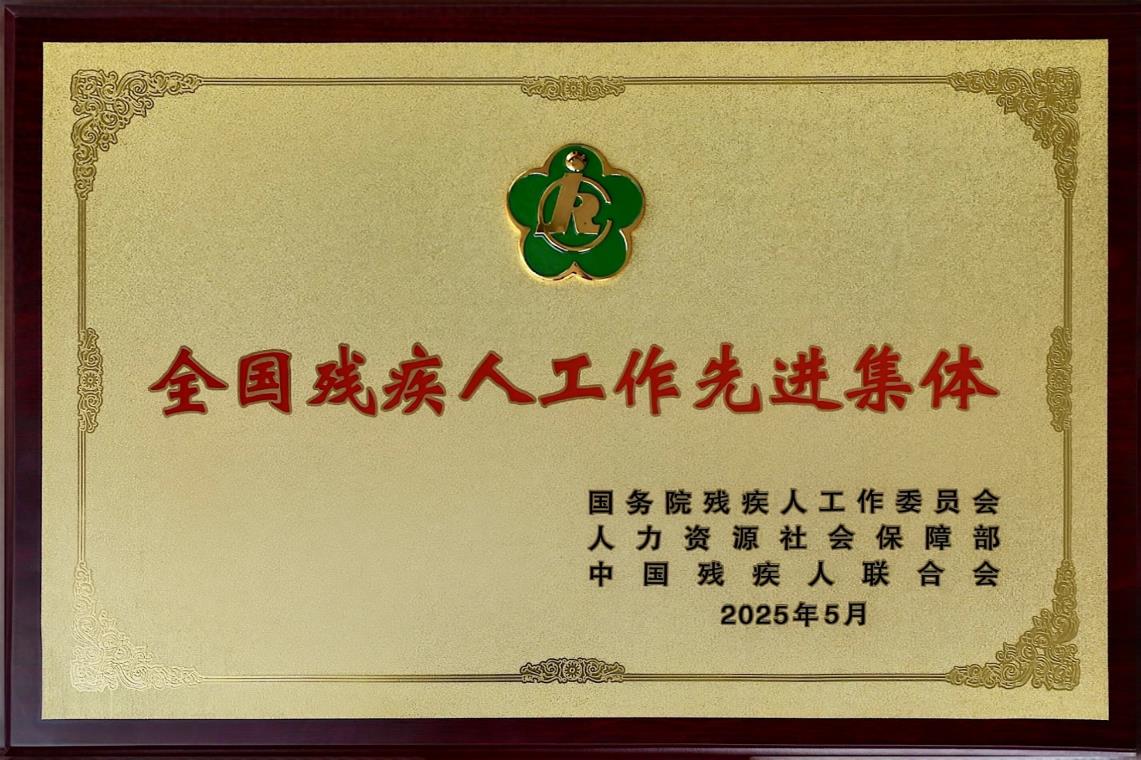 全国残疾人工作先进集体
国务院残疾人工作委员会
人力资源社会保障部
中国残疾人联合会
2025年5月